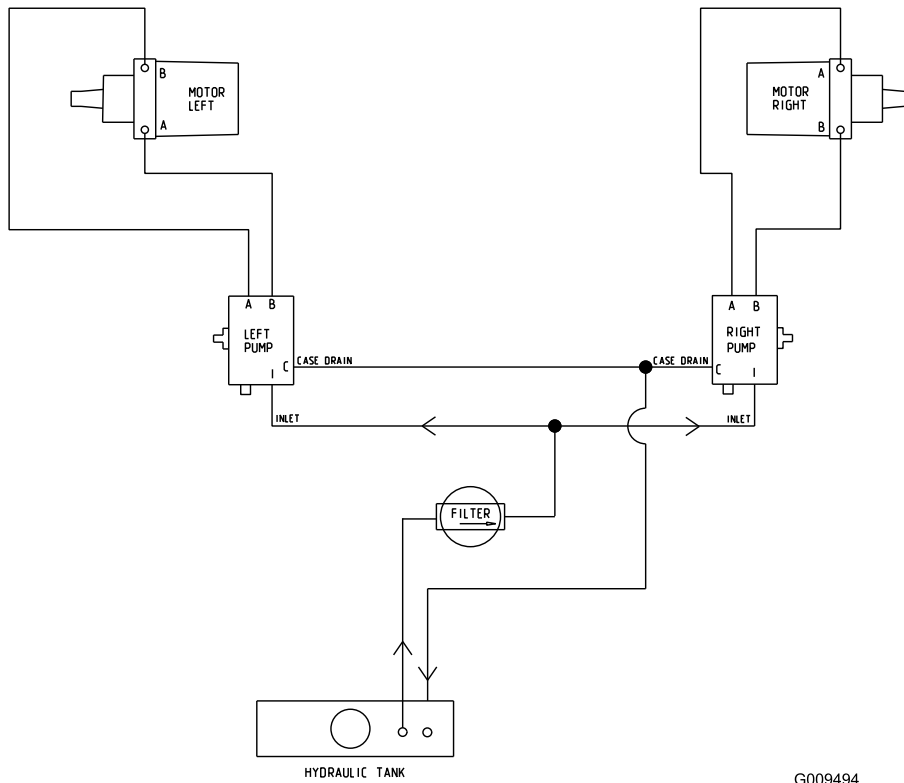 B
MOTOR
LEFT
A
A
MOTOR
RIGHT
B
A B
LEFT
PUMP
C
I
CASE DRAIN
INLET
A B
RIGHT
PUMP
C
I
CASE DRAIN
INLET
FILTER
HYDRAULIC TANK
G009494